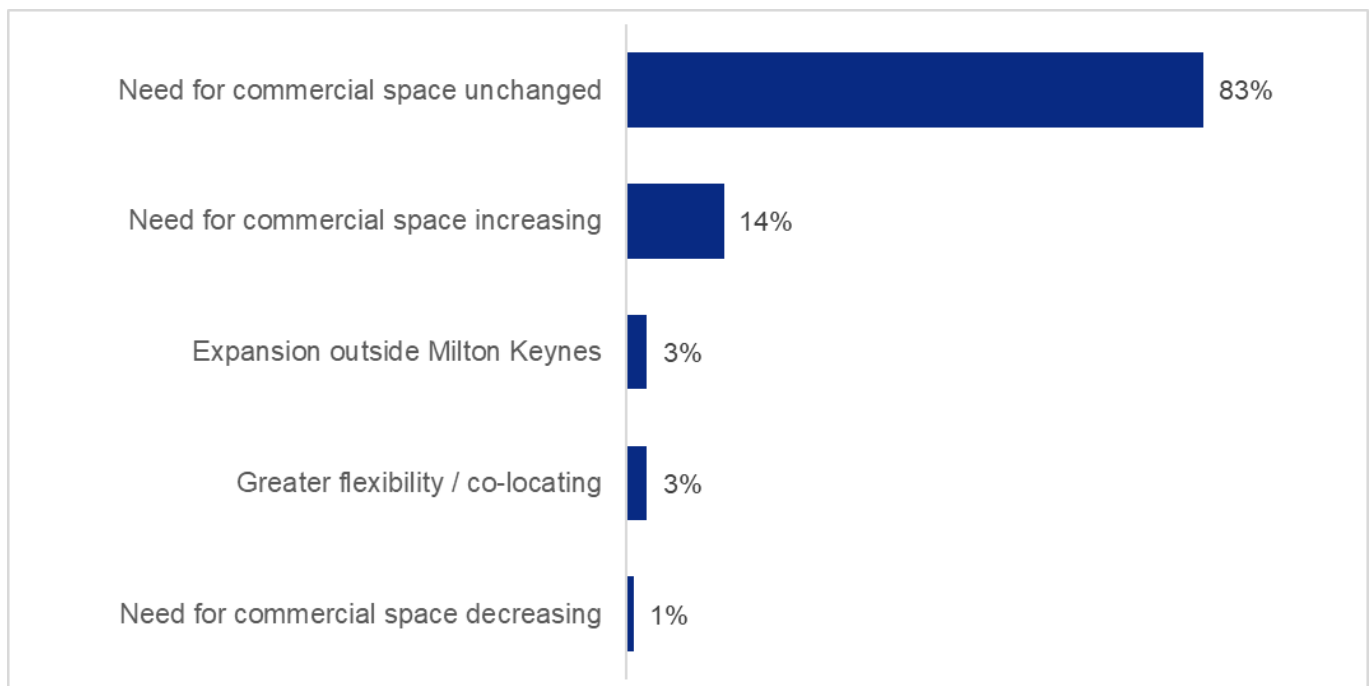 Need for commercial space unchanged 83%
Need for commercial space increasing 14%
Expansion outside Milton Keynes 3%
Greater flexibility / co-locating 3%
Need for commercial space decreasing 1%